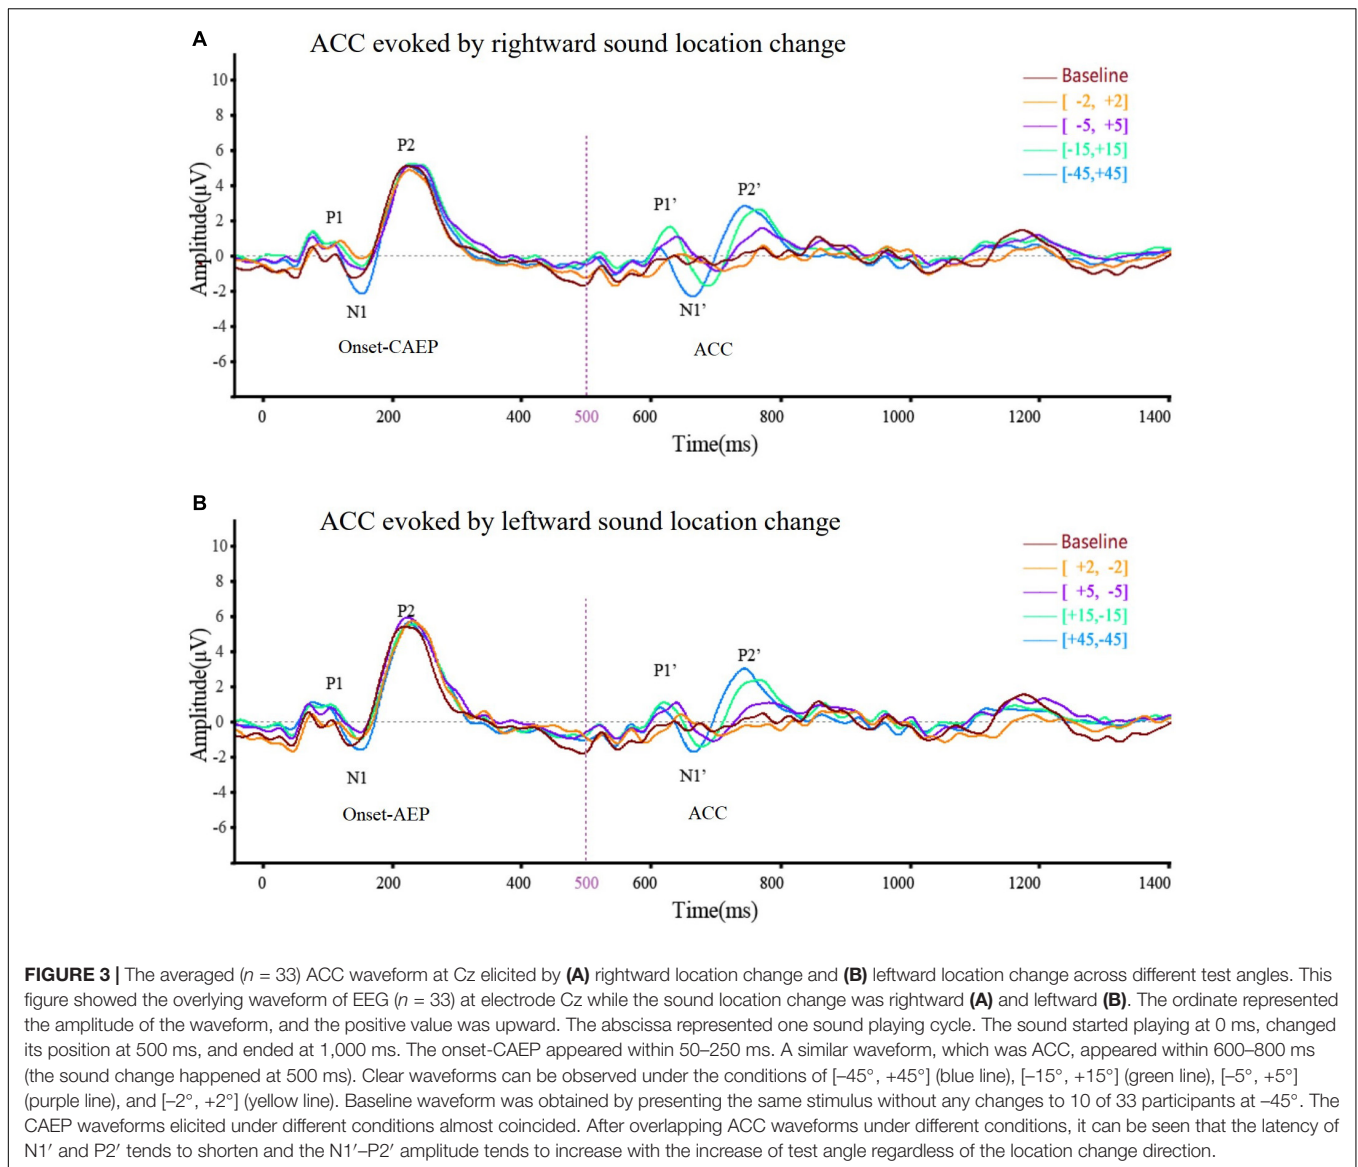 A
ACC evoked by rightward sound location change
Baseline
[ -2, +2]
[ -5, +5]
[-15,+15]
[-45,+45]
Amplitude(μV)
10
8
6
4
2
0
-2
-4
-6
P1
N1
P2
Onset-CAEP
P1’
N1’
P2’
ACC
0
200
400
500
600
800
1000
1200
1400
Time(ms)
B
ACC evoked by leftward sound location change
Baseline
[ +2, -2]
[ +5, -5]
[+15,-15]
[+45,-45]
Amplitude(μV)
10
8
6
4
2
0
-2
-4
-6
P1
N1
P2
Onset-AEP
P1’
N1’
P2’
ACC
0
200
400
500
600
800
1000
1200
1400
Time(ms)
FIGURE 3 | The averaged (n = 33) ACC waveform at Cz elicited by (A) rightward location change and (B) leftward location change across different test angles. This
figure showed the overlying waveform of EEG (n = 33) at electrode Cz while the sound location change was rightward (A) and leftward (B). The ordinate represented
the amplitude of the waveform, and the positive value was upward. The abscissa represented one sound playing cycle. The sound started playing at 0 ms, changed
its position at 500 ms, and ended at 1,000 ms. The onset-CAEP appeared within 50–250 ms. A similar waveform, which was ACC, appeared within 600–800 ms
(the sound change happened at 500 ms). Clear waveforms can be observed under the conditions of [–45°, +45°] (blue line), [–15°, +15°] (green line), [–5°, +5°]
(purple line), and [–2°, +2°] (yellow line). Baseline waveform was obtained by presenting the same stimulus without any changes to 10 of 33 participants at –45°. The
CAEP waveforms elicited under different conditions almost coincided. After overlapping ACC waveforms under different conditions, it can be seen that the latency of
N1′ and P2′ tends to shorten and the N1′–P2′ amplitude tends to increase with the increase of test angle regardless of the location change direction.